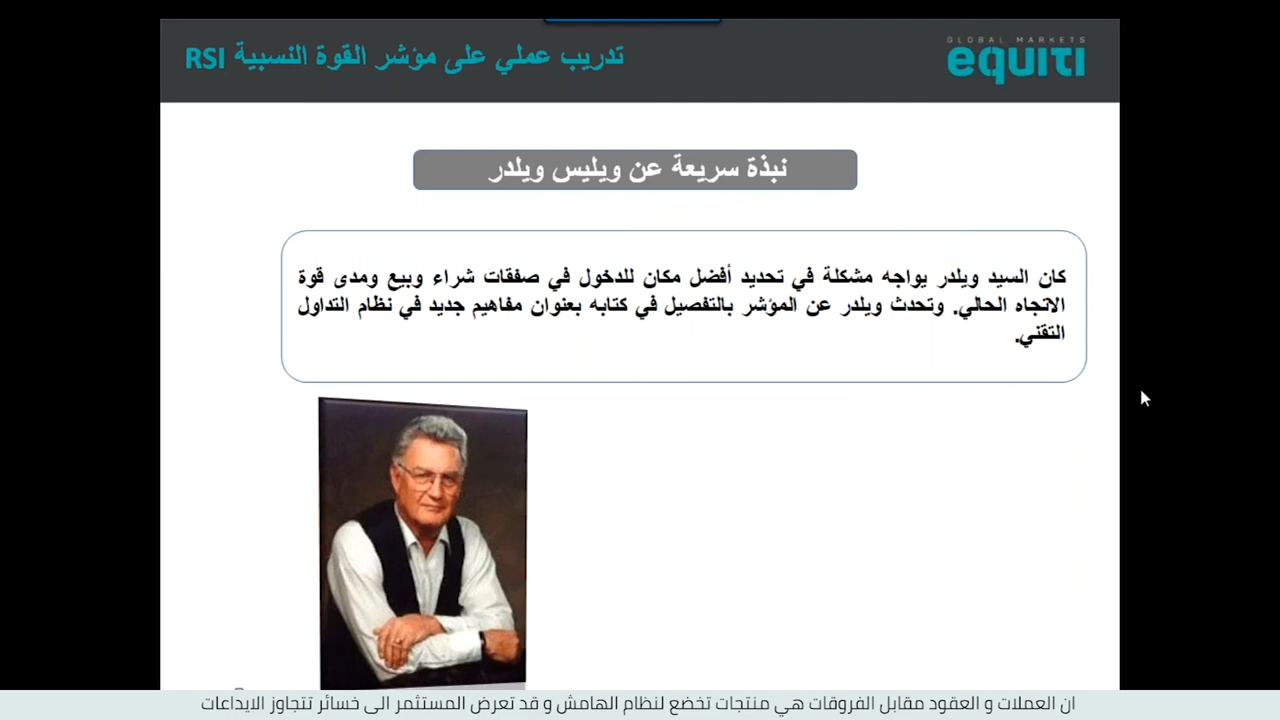 تدريب عملي على مؤشر القوة النسبية RSI
GLOBAL MARKETS
equiti
نبذة سريعة عن ويليس ويلدر
كان السيد ويلدر يواجه مشكلة في تحديد أفضل مكان للدخول في صفقات شراء وبيع ومدى قوة
الاتجاه الحالي. وتحدث ويلدر عن المؤشر بالتفصيل في كتابه بعنوان مفاهيم جديد في نظام التداول
التقني.
ان العملات و العقود مقابل الفروقات هي منتجات تخضع لنظام الهامش و قد تعرض المستثمر الى خسائر تتجاوز الايداعات